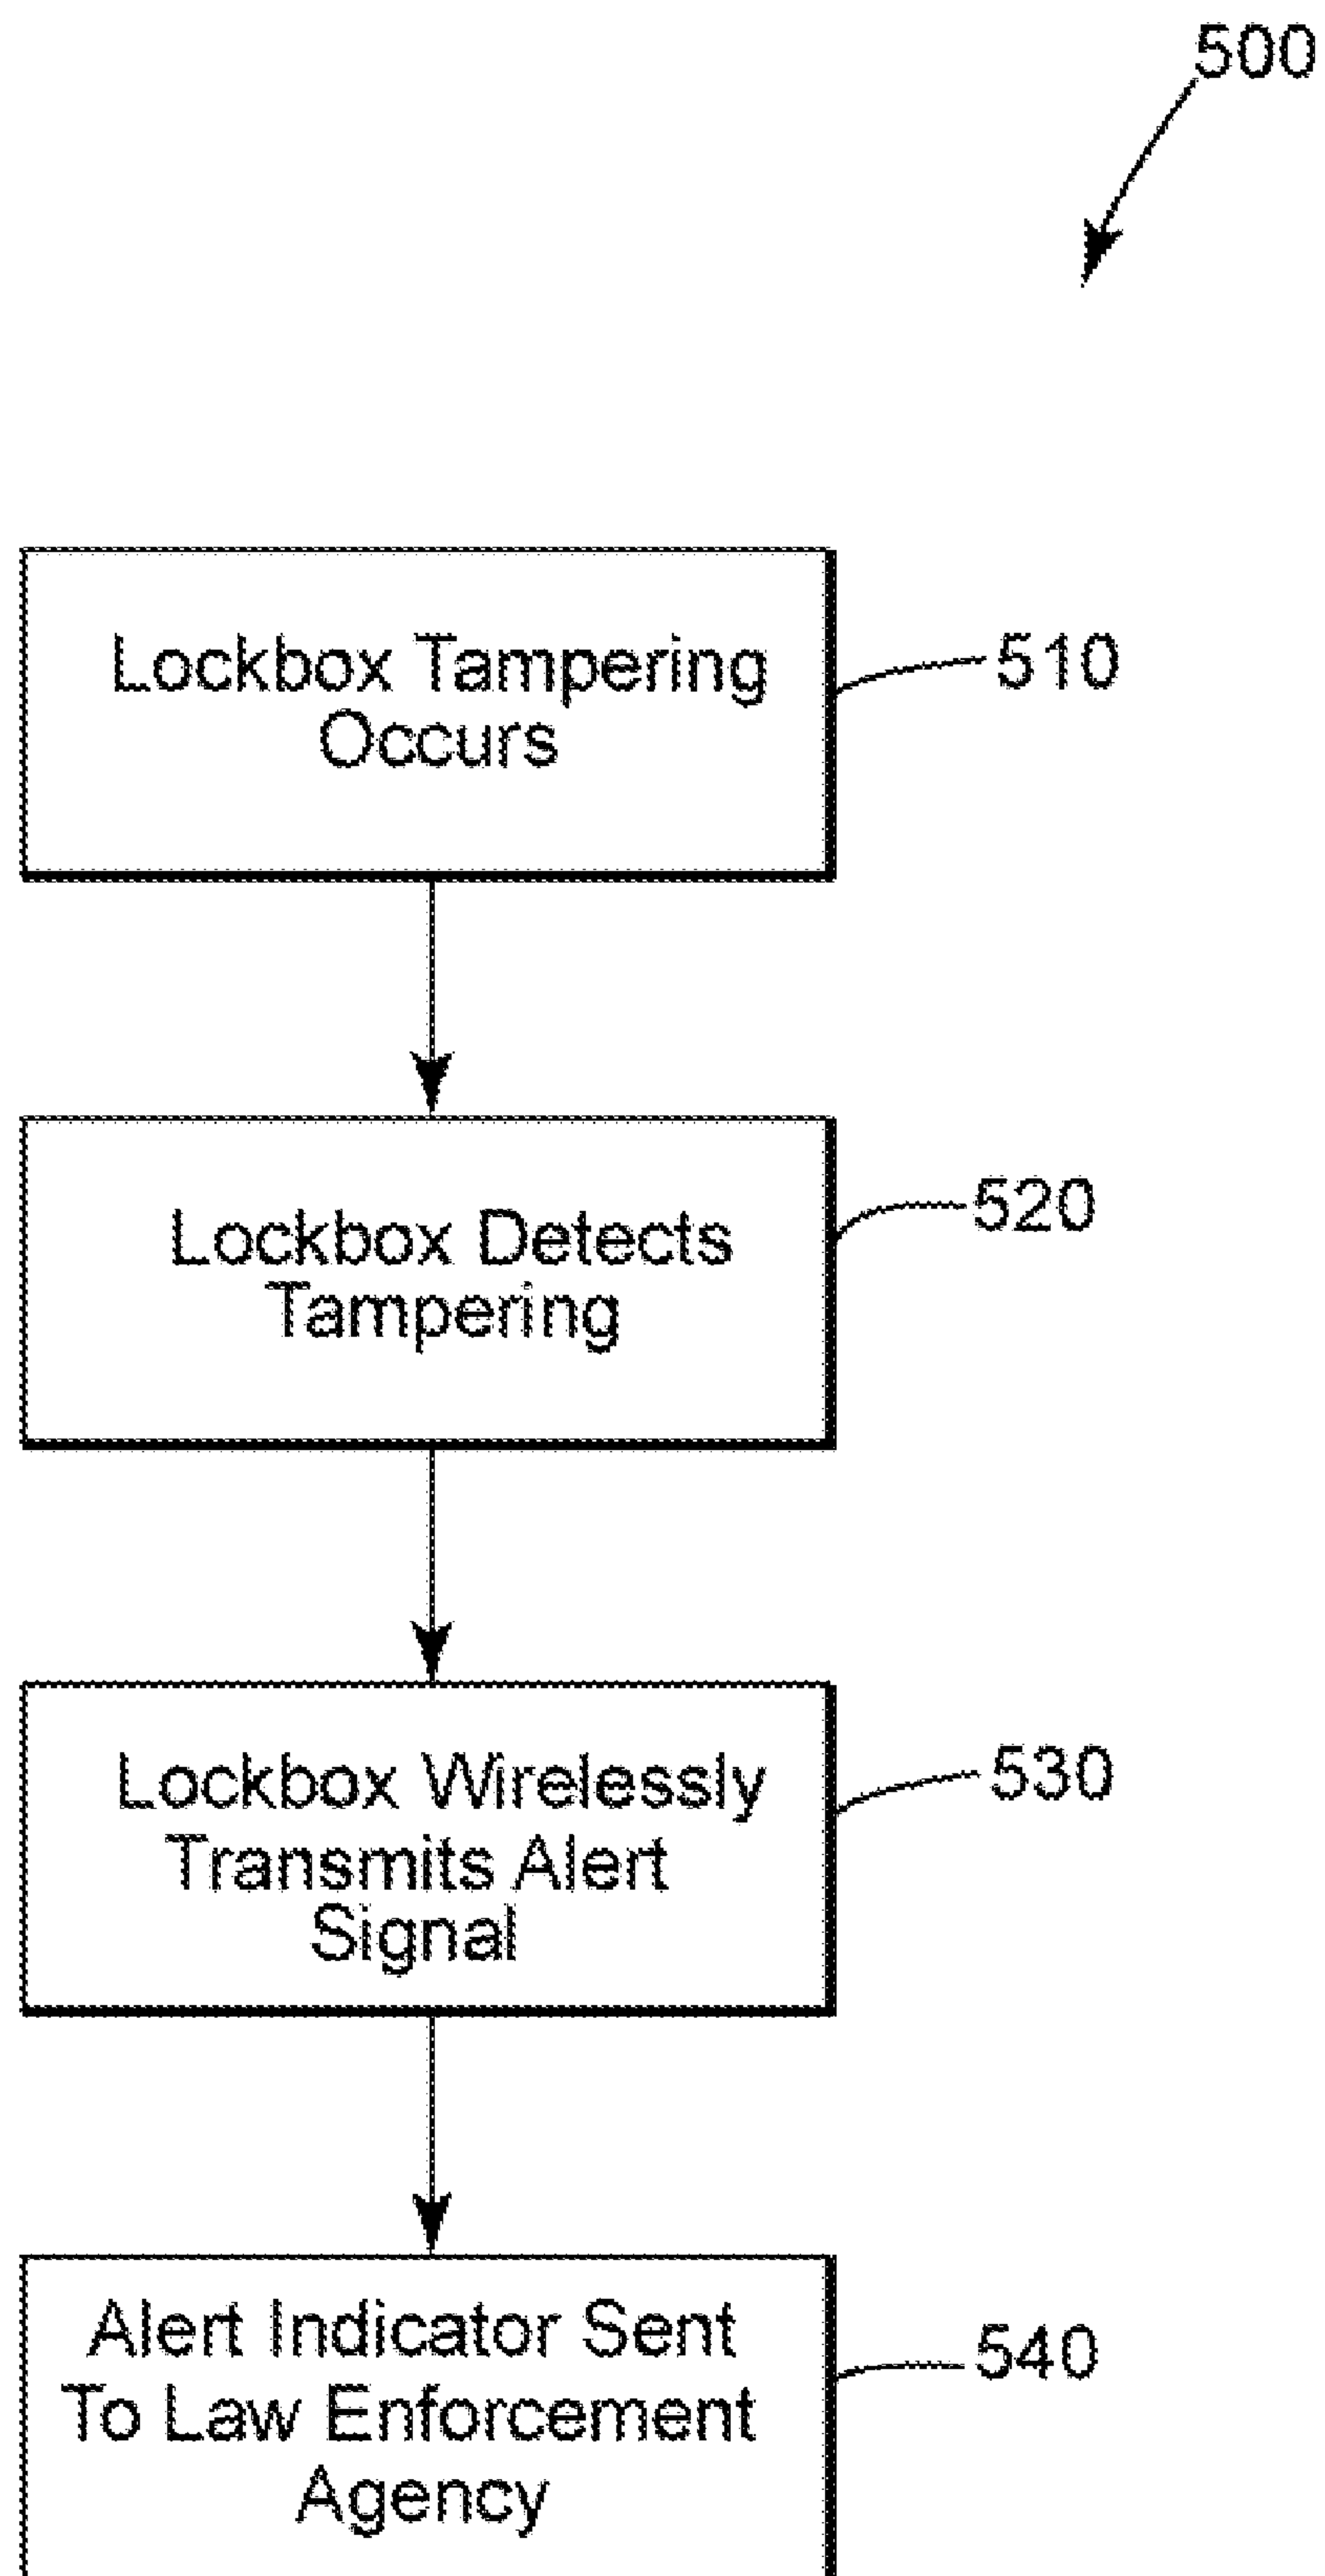 500
Lockbox Tampering
Occurs
510
Lockbox Detects
Tampering
520
Lockbox Wirelessly
Transmits Alert
Signal
530
Alert Indicator Sent
To Law Enforcement
Agency
540